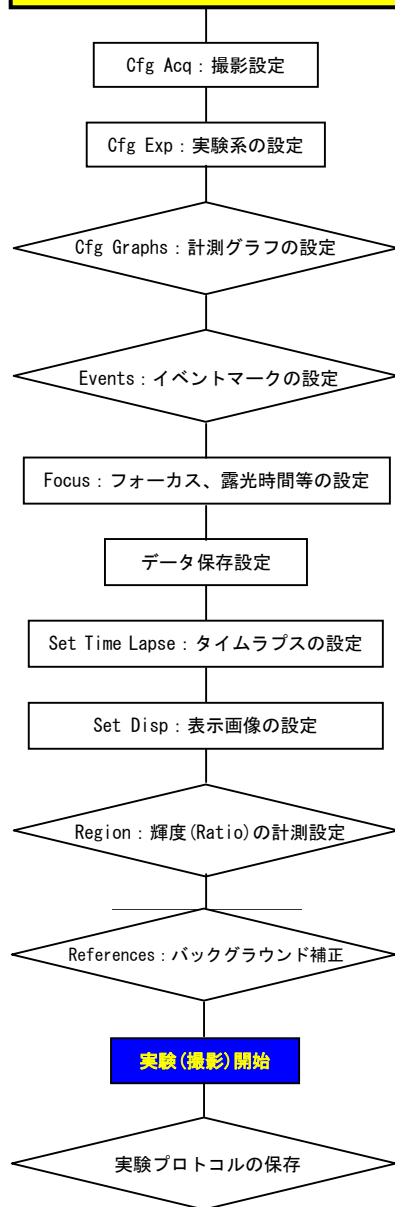 Cfg Acq：撮影設定
Cfg Exp：実験系の設定
Cfg Graphs：計測グラフの設定
Events：イベントマークの設定
Focus：フォーカス、露光時間等の設定
データ保存設定
Set Time Lapse：タイムラプスの設定
Set Disp：表示画像の設定
Region：輝度(Ratio)の計測設定
References：バックグラウンド補正
実験(撮影)開始
実験プロトコルの保存